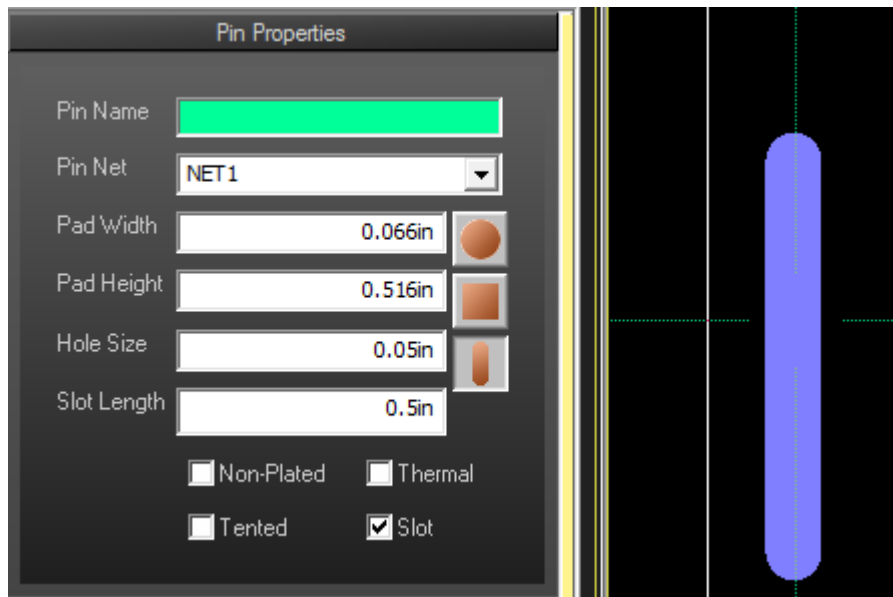 Pin Properties
Pin Name
Pin Net NET1
Pad Width 0.066in
Pad Height 0.516in
Hole Size 0.05in
Slot Length 0.5in
Non-Plated Thermal
Tented Slot